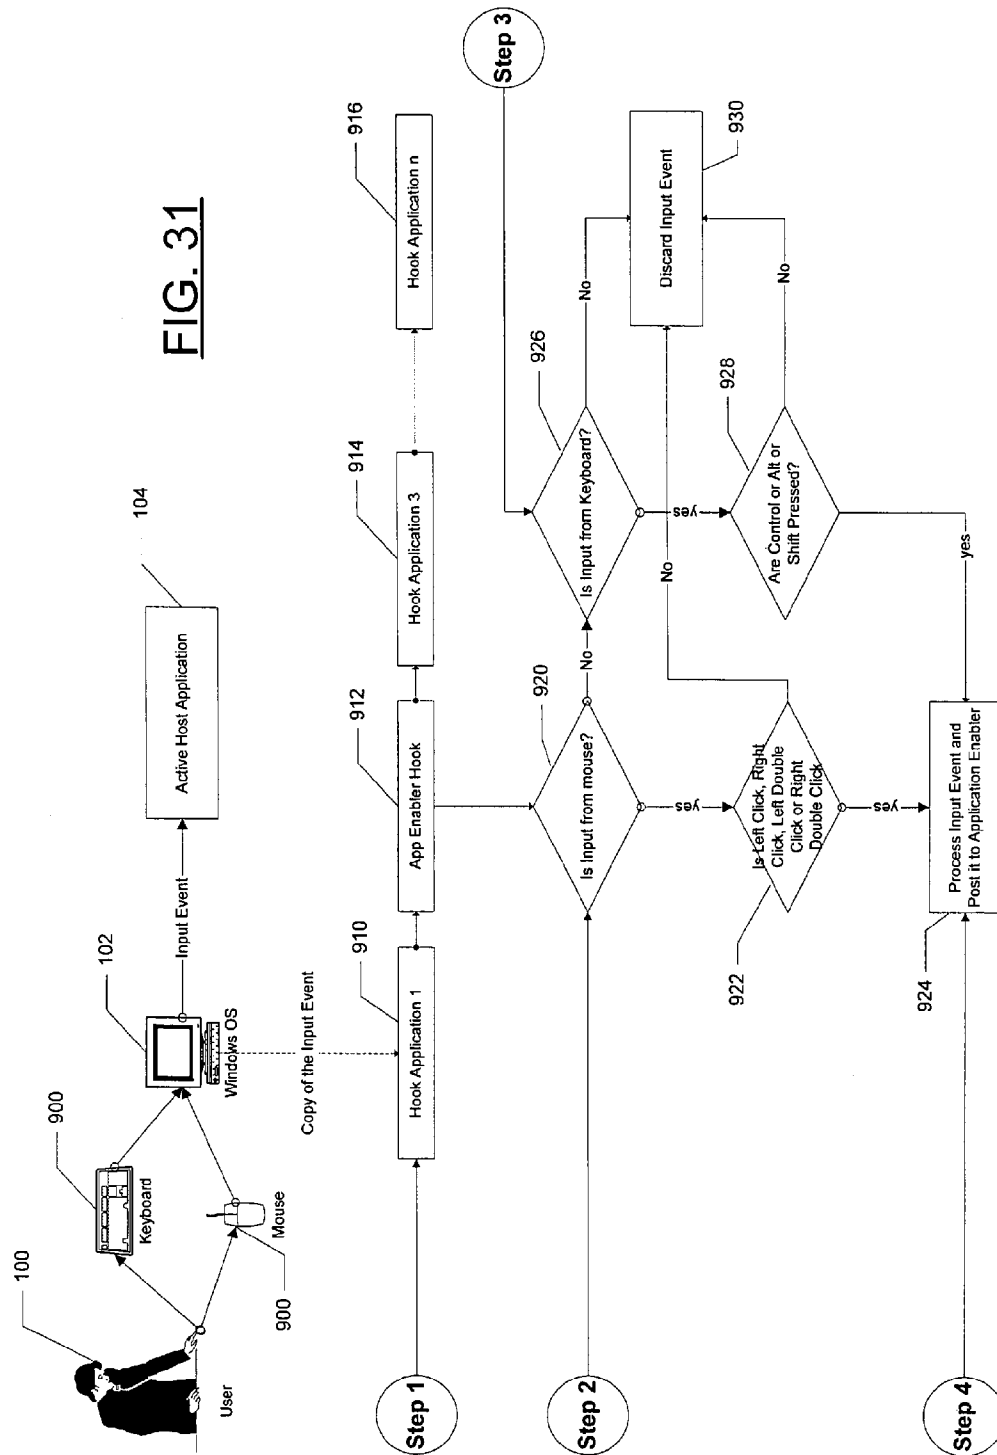 FIG. 31
100
User
900
Keyboard
Mouse
900
102
Windows OS
Input Event
104
Active Host Application
Copy of the Input Event
Step 1
910
Hook Application 1
912
App Enabler Hook
914
Hook Application 3
916
Hook Application n
Step 2
920
Is Input from mouse?
No
926
Is Input from Keyboard?
No
Step 3
yes
yes
No
930
Discard Input Event
922
Is Left Click, Right
Click, Left Double
Click or Right
Double Click
928
Are Control or Alt or
Shift Pressed?
No
yes
yes
Step 4
924
Process Input Event and
Post it to Application Enabler